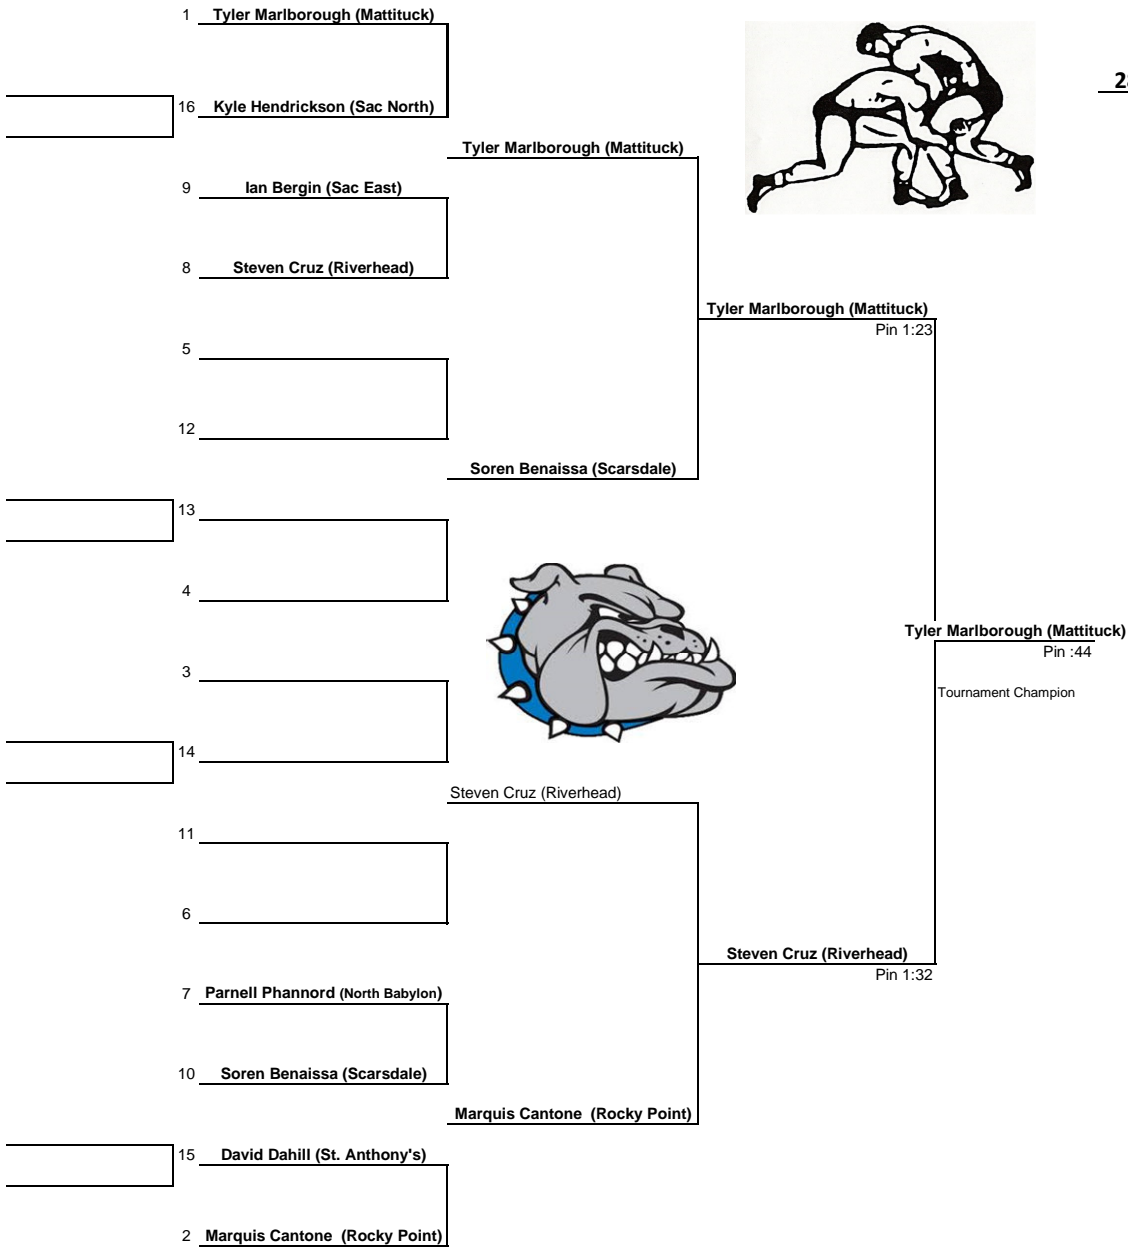 1 Tyler Marlborough (Mattituck)
16 Kyle Hendrickson (Sac North)
Tyler Marlborough (Mattituck)
9 Ian Bergin (Sac East)
8 Steven Cruz (Riverhead)
Tyler Marlborough (Mattituck)
Pin 1:23
5
12
Soren Benaissa (Scarsdale)
13
4
Tyler Marlborough (Mattituck)
Pin :44
3
Tournament Champion
14
Steven Cruz (Riverhead)
11
6
Steven Cruz (Riverhead)
Pin 1:32
7 Parnell Phannord (North Babylon)
10 Soren Benaissa (Scarsdale)
Marquis Cantone (Rocky Point)
15 David Dahill (St. Anthony's)
2 Marquis Cantone (Rocky Point)